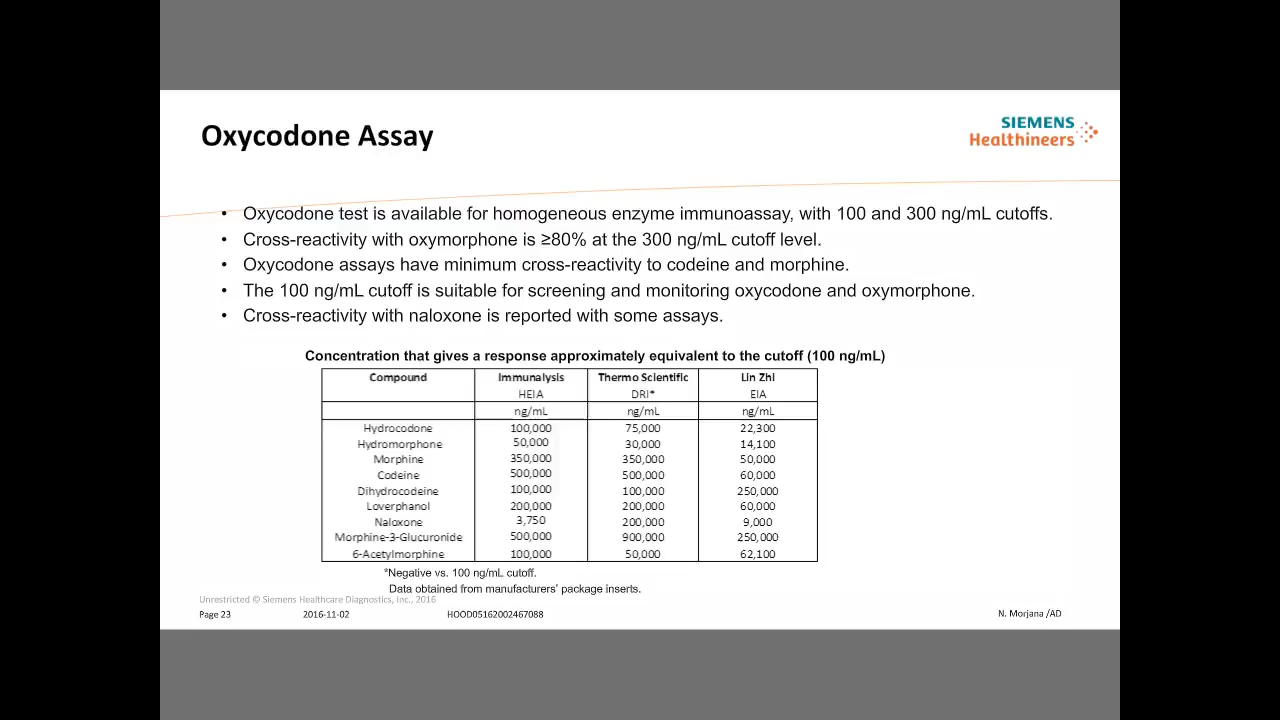 Oxycodone Assay
SIEMENS
Healthineers
• Oxycodone test is available for homogeneous enzyme immunoassay, with 100 and 300 ng/mL cutoffs.
• Cross-reactivity with oxymorphone is ≥80% at the 300 ng/mL cutoff level.
• Oxycodone assays have minimum cross-reactivity to codeine and morphine.
• The 100 ng/mL cutoff is suitable for screening and monitoring oxycodone and oxymorphone.
• Cross-reactivity with naloxone is reported with some assays.
Concentration that gives a response approximately equivalent to the cutoff (100 ng/mL)
Compound Immunalysis Thermo Scientific Lin Zhi
HEIA DRI* EIA
ng/mL ng/mL ng/mL
Hydrocodone 100,000 75,000 22,300
Hydromorphone 50,000 30,000 14,100
Morphine 350,000 350,000 50,000
Codeine 500,000 500,000 60,000
Dihydrocodeine 100,000 100,000 250,000
Loverphanol 200,000 200,000 60,000
Naloxone 3,750 200,000 9,000
Morphine-3-Glucuronide 500,000 900,000 250,000
6-Acetylmorphine 100,000 50,000 62,100
*Negative vs. 100 ng/mL cutoff.
Data obtained from manufacturers' package inserts.
Unrestricted © Siemens Healthcare Diagnostics, Inc., 2016
Page 23 2016-11-02 HOOD05162002467088 N. Morjana /AD